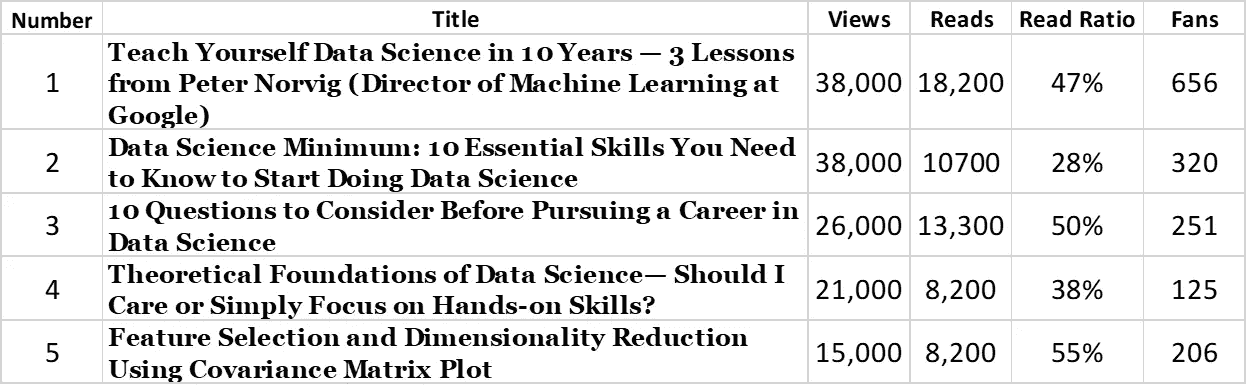 Number Title Views Reads Read Ratio Fans
Teach Yourself Data Science in 10 Years — 3 Lessons
1 from Peter Norvig (Director of Machine Learning at 38,000 18,200 47% 656
Google)
Data Science Minimum: 10 Essential Skills You Need
2 to Know to Start Doing Data Science 38,000 10700 28% 320
10 Questions to Consider Before Pursuing a Career in
3 Data Science 26,000 13,300 50% 251
Theoretical Foundations of Data Science— Should I
4 Care or Simply Focus on Hands-on Skills? 21,000 8,200 38% 125
Feature Selection and Dimensionality Reduction
5 Using Covariance Matrix Plot 15,000 8,200 55% 206